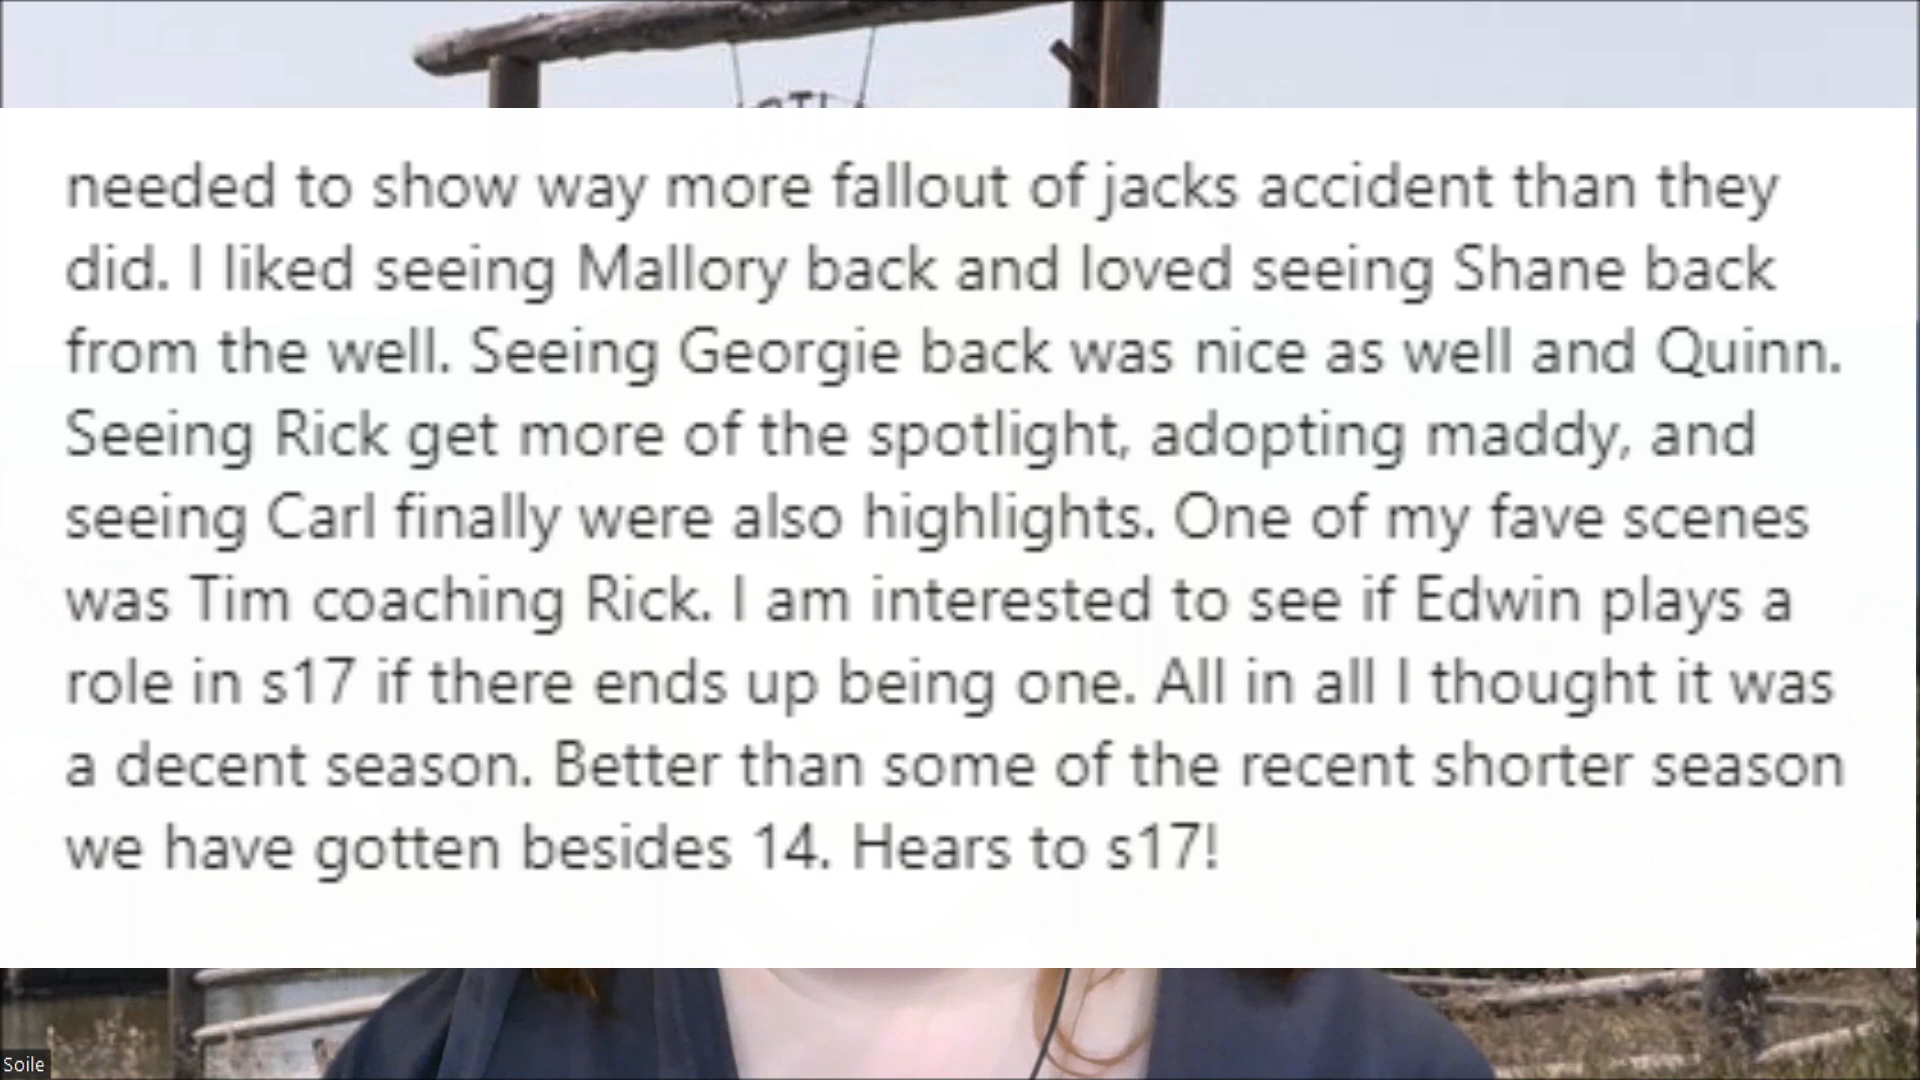 needed to show way more fallout of jacks accident than they
did. I liked seeing Mallory back and loved seeing Shane back
from the well. Seeing Georgie back was nice as well and Quinn.
Seeing Rick get more of the spotlight, adopting maddy, and
seeing Carl finally were also highlights. One of my fave scenes
was Tim coaching Rick. I am interested to see if Edwin plays a
role in s17 if there ends up being one. All in all I thought it was
a decent season. Better than some of the recent shorter season
we have gotten besides 14. Hears to s17!
Soile